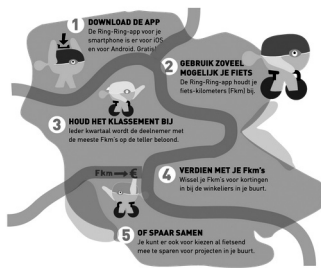 1 DOWNLOAD DE APP
De Ring-Ring-app voor je
smartphone is er voor iOS
en voor Android. Gratis!
2 GEBRUIK ZOVEEL
MOGELIJK JE FIETS
De Ring-Ring-app houdt je
fiets-kilometers (Fkm) bij.
3 HOUD HET KLASSEMENT BIJ
Ieder kwartaal wordt de deelnemer met
de meeste Fkm's op de teller beloond.
Fkm → €
4 VERDIEN MET JE Fkm's
Wissel je Fkm's voor kortingen
in bij de winkeliers in je buurt.
5 OF SPAAR SAMEN
Je kunt er ook voor kiezen al fietsend
mee te sparen voor projecten in je buurt.